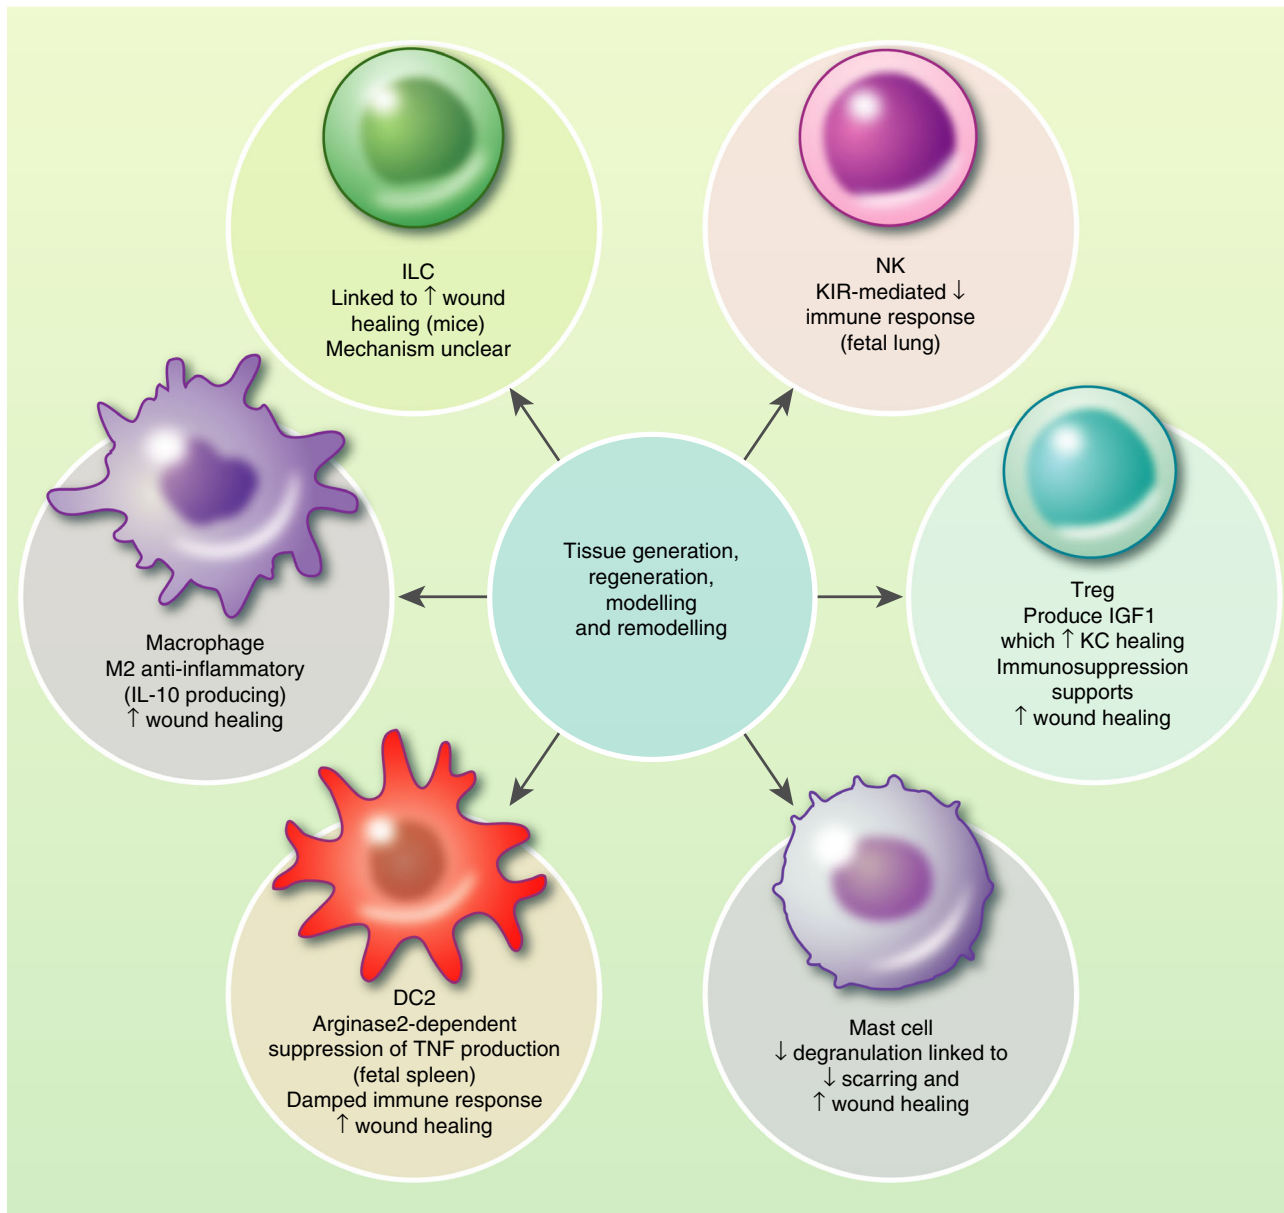 ILC
Linked to ↑ wound
healing (mice)
Mechanism unclear
NK
KIR-mediated ↓
immune response
(fetal lung)
Tissue generation,
regeneration,
modelling
and remodelling
Macrophage
M2 anti-inflammatory
(IL-10 producing)
↑ wound healing
Treg
Produce IGF1
which ↑ KC healing
Immunosuppression
supports
↑ wound healing
DC2
Arginase2-dependent
suppression of TNF production
(fetal spleen)
Damped immune response
↑ wound healing
Mast cell
↓ degranulation linked to
↓ scarring and
↑ wound healing